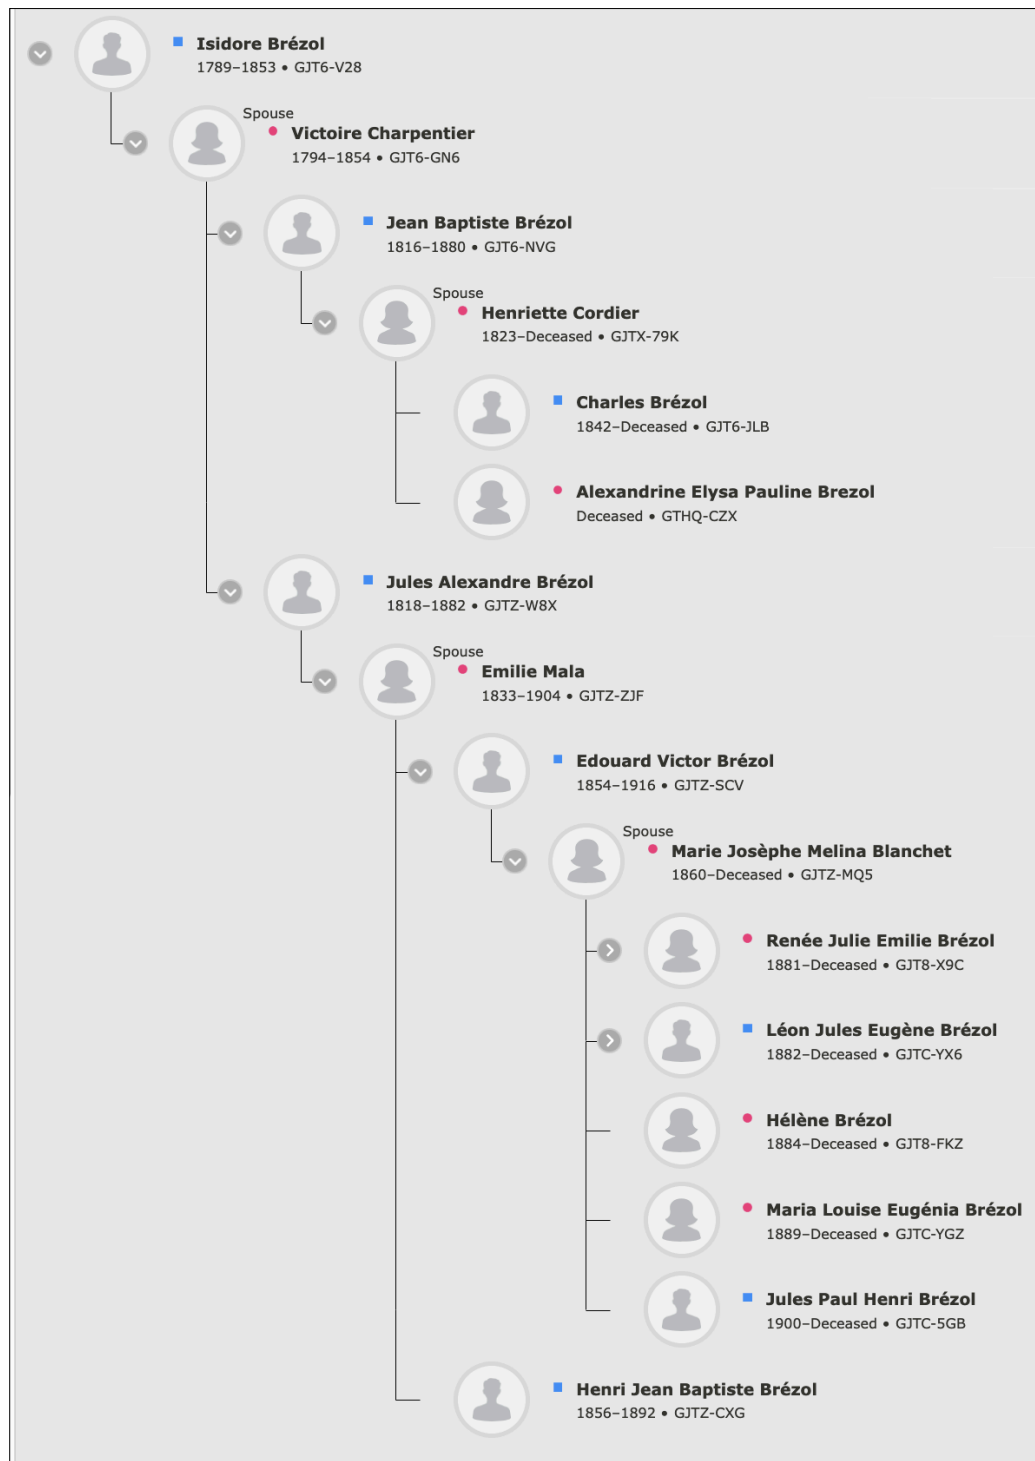 Isidore Brézol
1789–1853 • GJT6-V28
Spouse
Victoire Charpentier
1794–1854 • GJT6-GN6
Jean Baptiste Brézol
1816–1880 • GJT6-NVG
Spouse
Henriette Cordier
1823–Deceased • GJTX-79K
Charles Brézol
1842–Deceased • GJT6-JLB
Alexandrine Elysa Pauline Brezol
Deceased • GTHQ-CZX
Jules Alexandre Brézol
1818–1882 • GJTZ-W8X
Spouse
Emilie Mala
1833–1904 • GJTZ-ZJF
Edouard Victor Brézol
1854–1916 • GJTZ-SCV
Spouse
Marie Josèphe Melina Blanchet
1860–Deceased • GJTZ-MQ5
Renée Julie Emilie Brézol
1881–Deceased • GJT8-X9C
Léon Jules Eugène Brézol
1882–Deceased • GJTC-YX6
Hélène Brézol
1884–Deceased • GJT8-FKZ
Maria Louise Eugénia Brézol
1889–Deceased • GJTC-YGZ
Jules Paul Henri Brézol
1900–Deceased • GJTC-5GB
Henri Jean Baptiste Brézol
1856–1892 • GJTZ-CXG